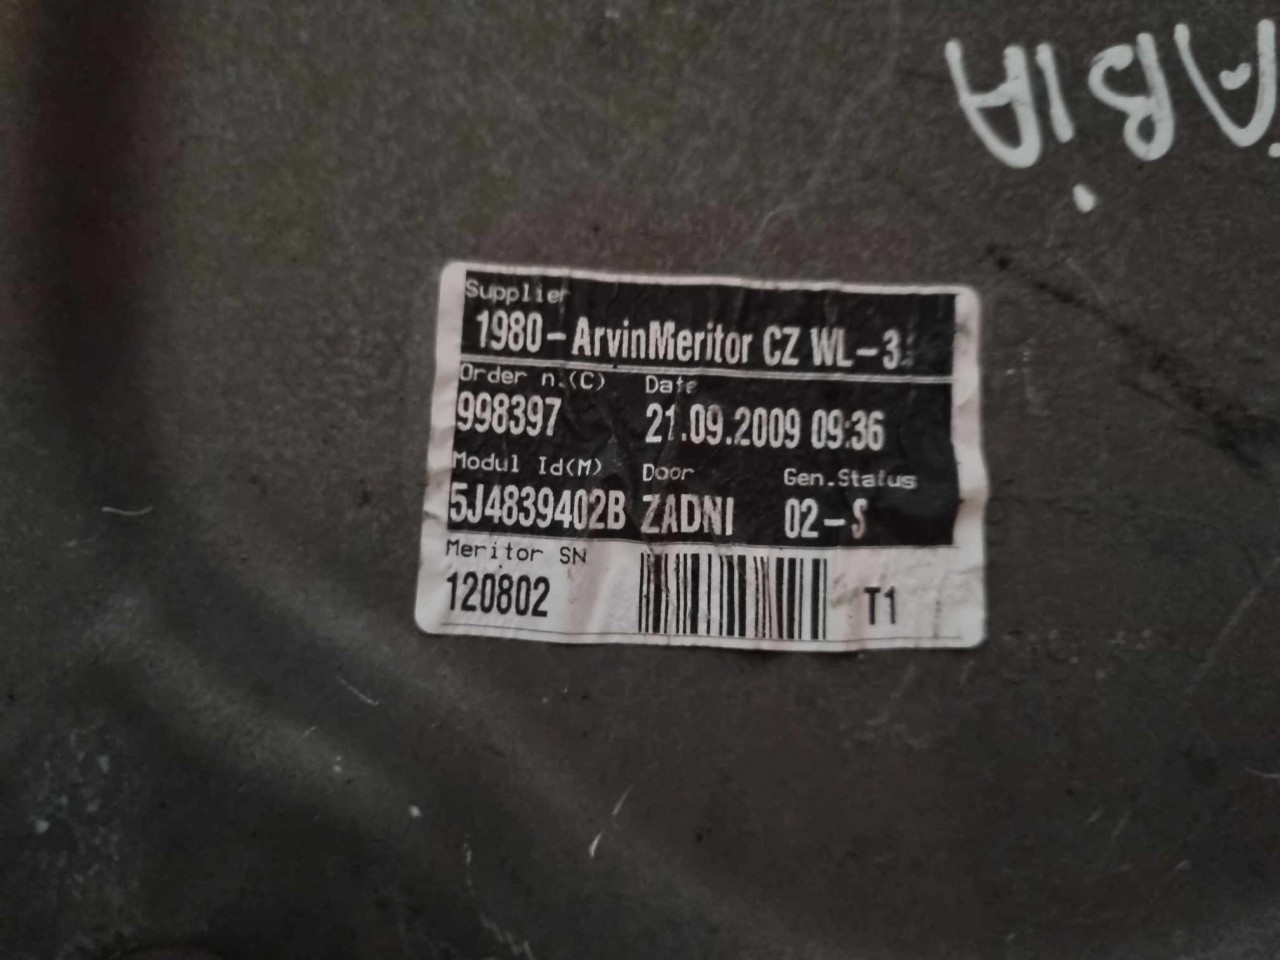 ABIA
Supplier
1980-ArvinMeritor CZ WL-3
Order n.(C) Date
998397 21.09.2009 09:36
Modul Id(M) Door Gen.Status
5J4839402B ZADNI 02-S
Meritor SN
120802 T1